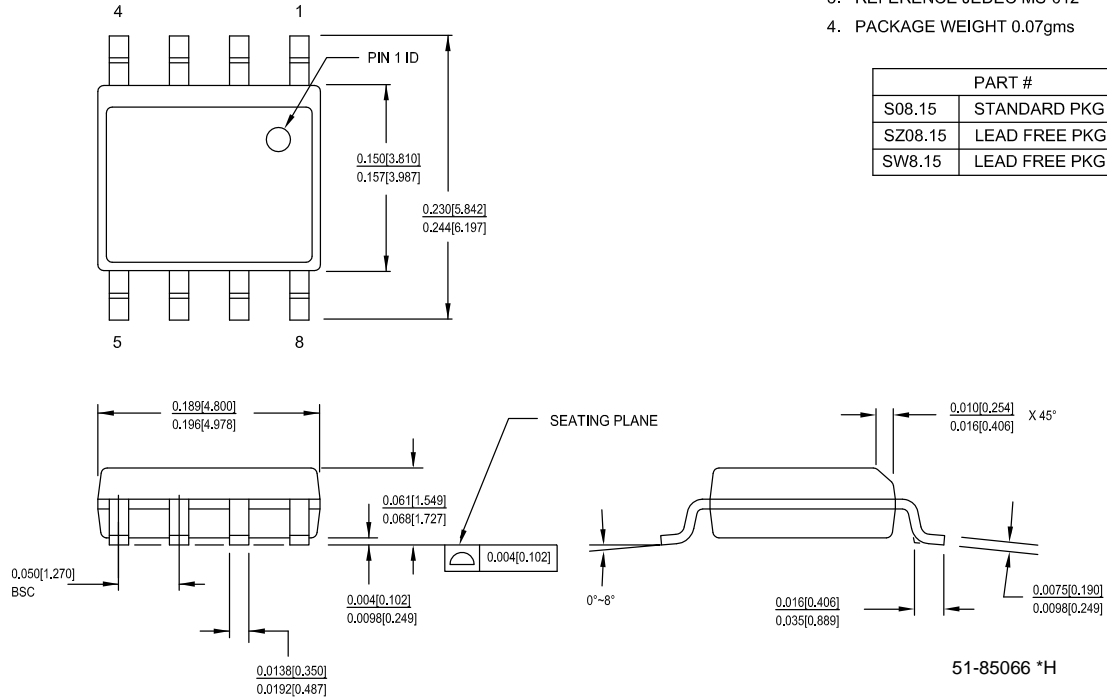 4. PACKAGE WEIGHT 0.07gms
PART #
S08.15 STANDARD PKG
SZ08.15 LEAD FREE PKG
SW8.15 LEAD FREE PKG
4
1
PIN 1 ID
0.150[3.810]
0.157[3.987]
0.230[5.842]
0.244[6.197]
5
8
0.189[4.800]
0.196[4.978]
SEATING PLANE
0.010[0.254]
0.016[0.406]
X 45°
0.061[1.549]
0.068[1.727]
0.004[0.102]
0.050[1.270]
BSC
0.004[0.102]
0.0098[0.249]
0°~8°
0.016[0.406]
0.035[0.889]
0.0075[0.190]
0.0098[0.249]
0.0138[0.350]
0.0192[0.487]
51-85066 *H